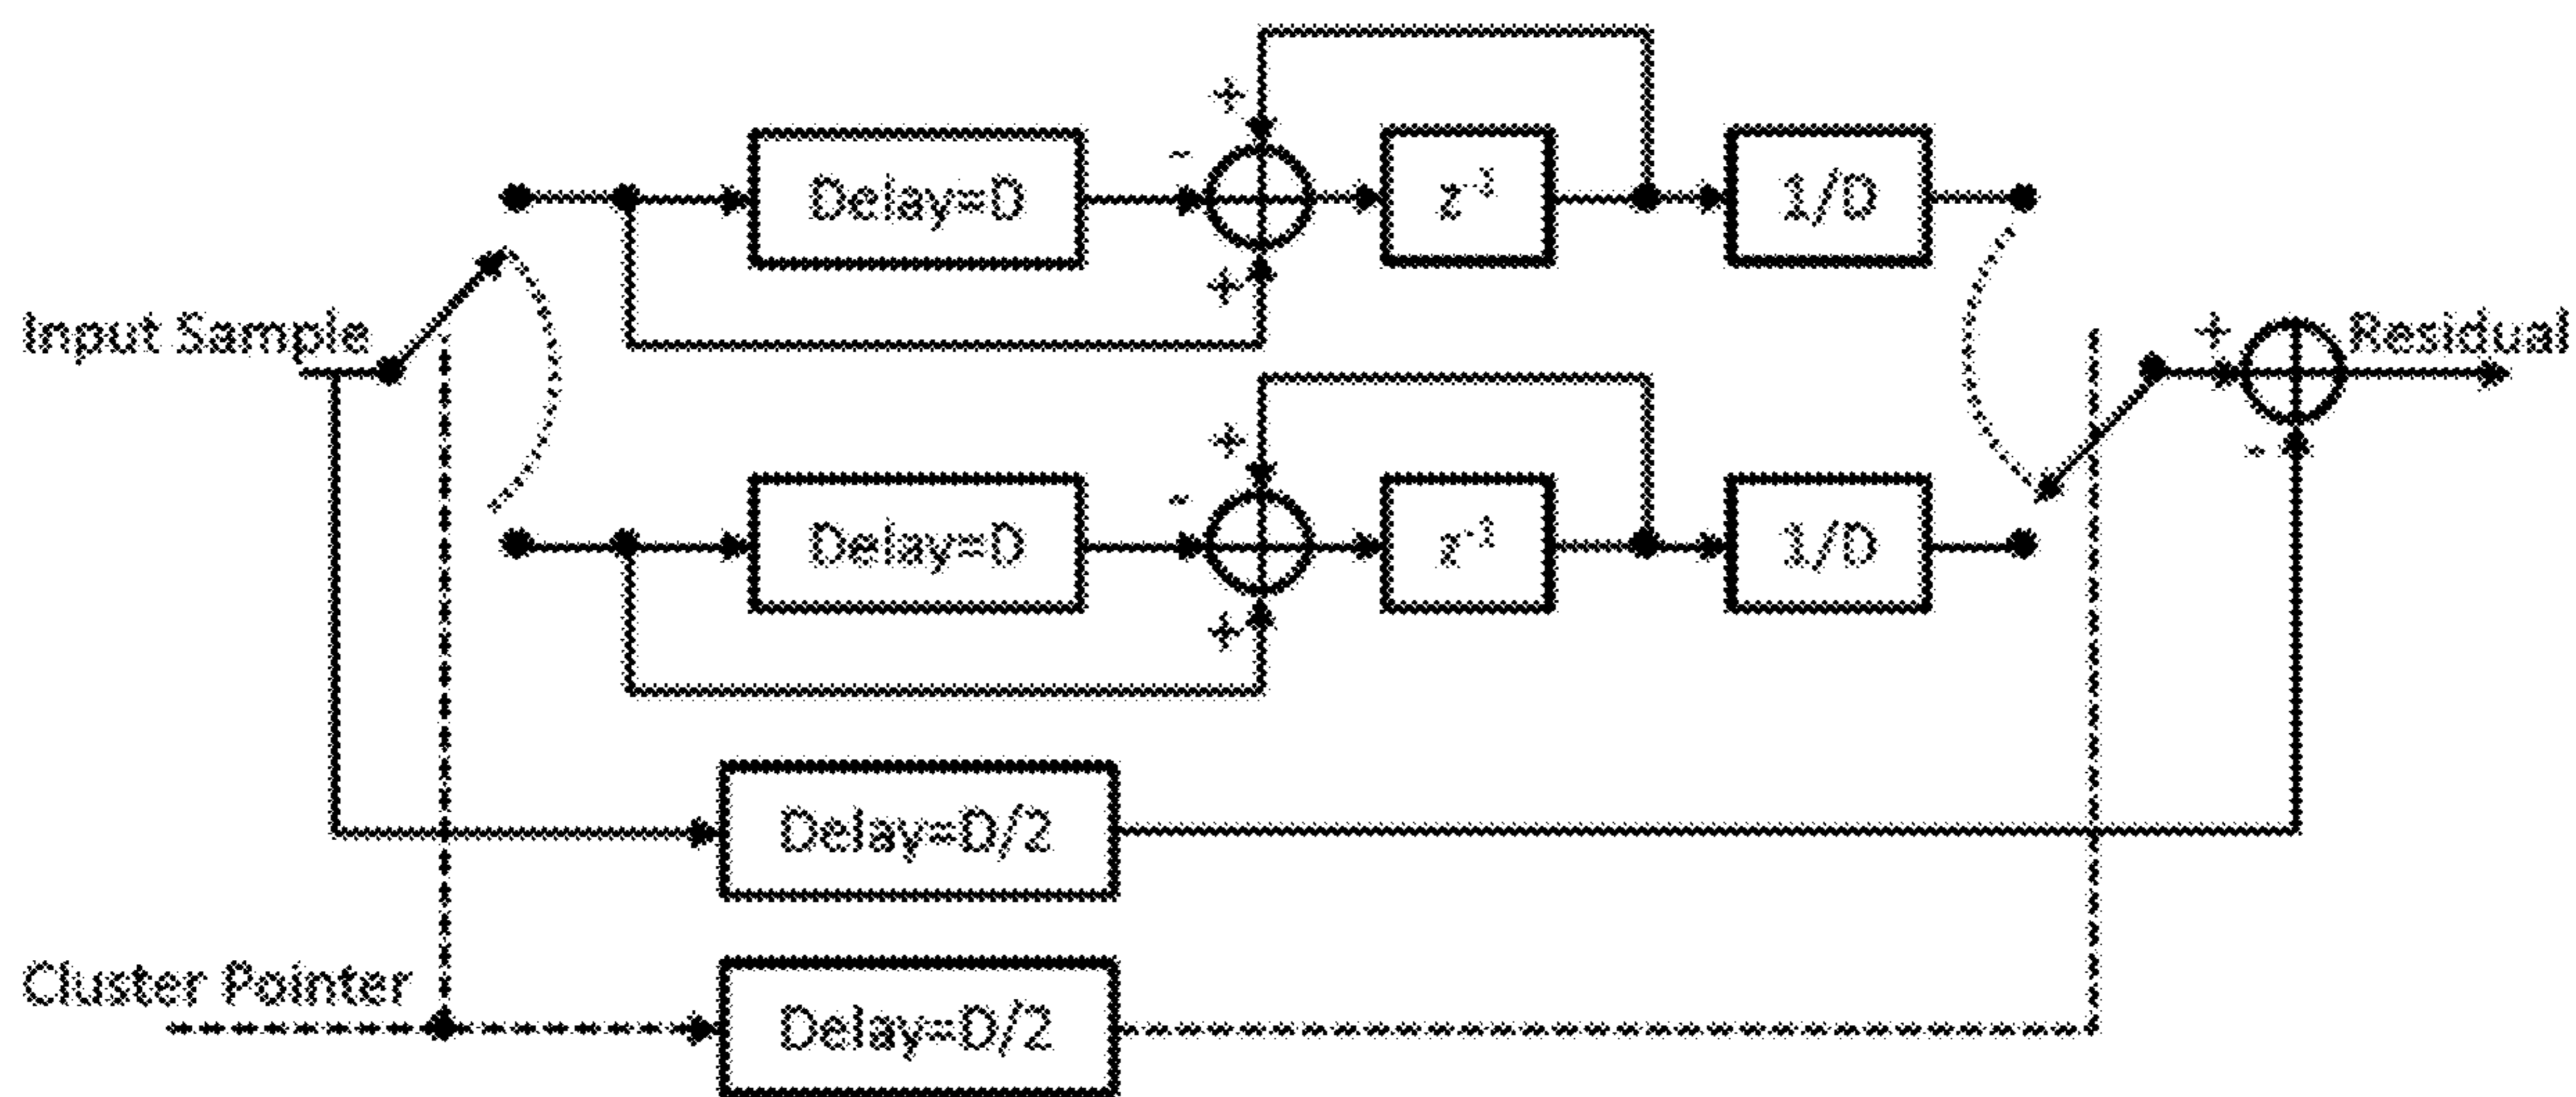 +
-
Delay=D
z⁻¹
1/D
+
Input Sample
+
Residual
+
-
-
Delay=D
z⁻¹
1/D
+
Delay=D/2
Cluster Pointer
Delay=D/2